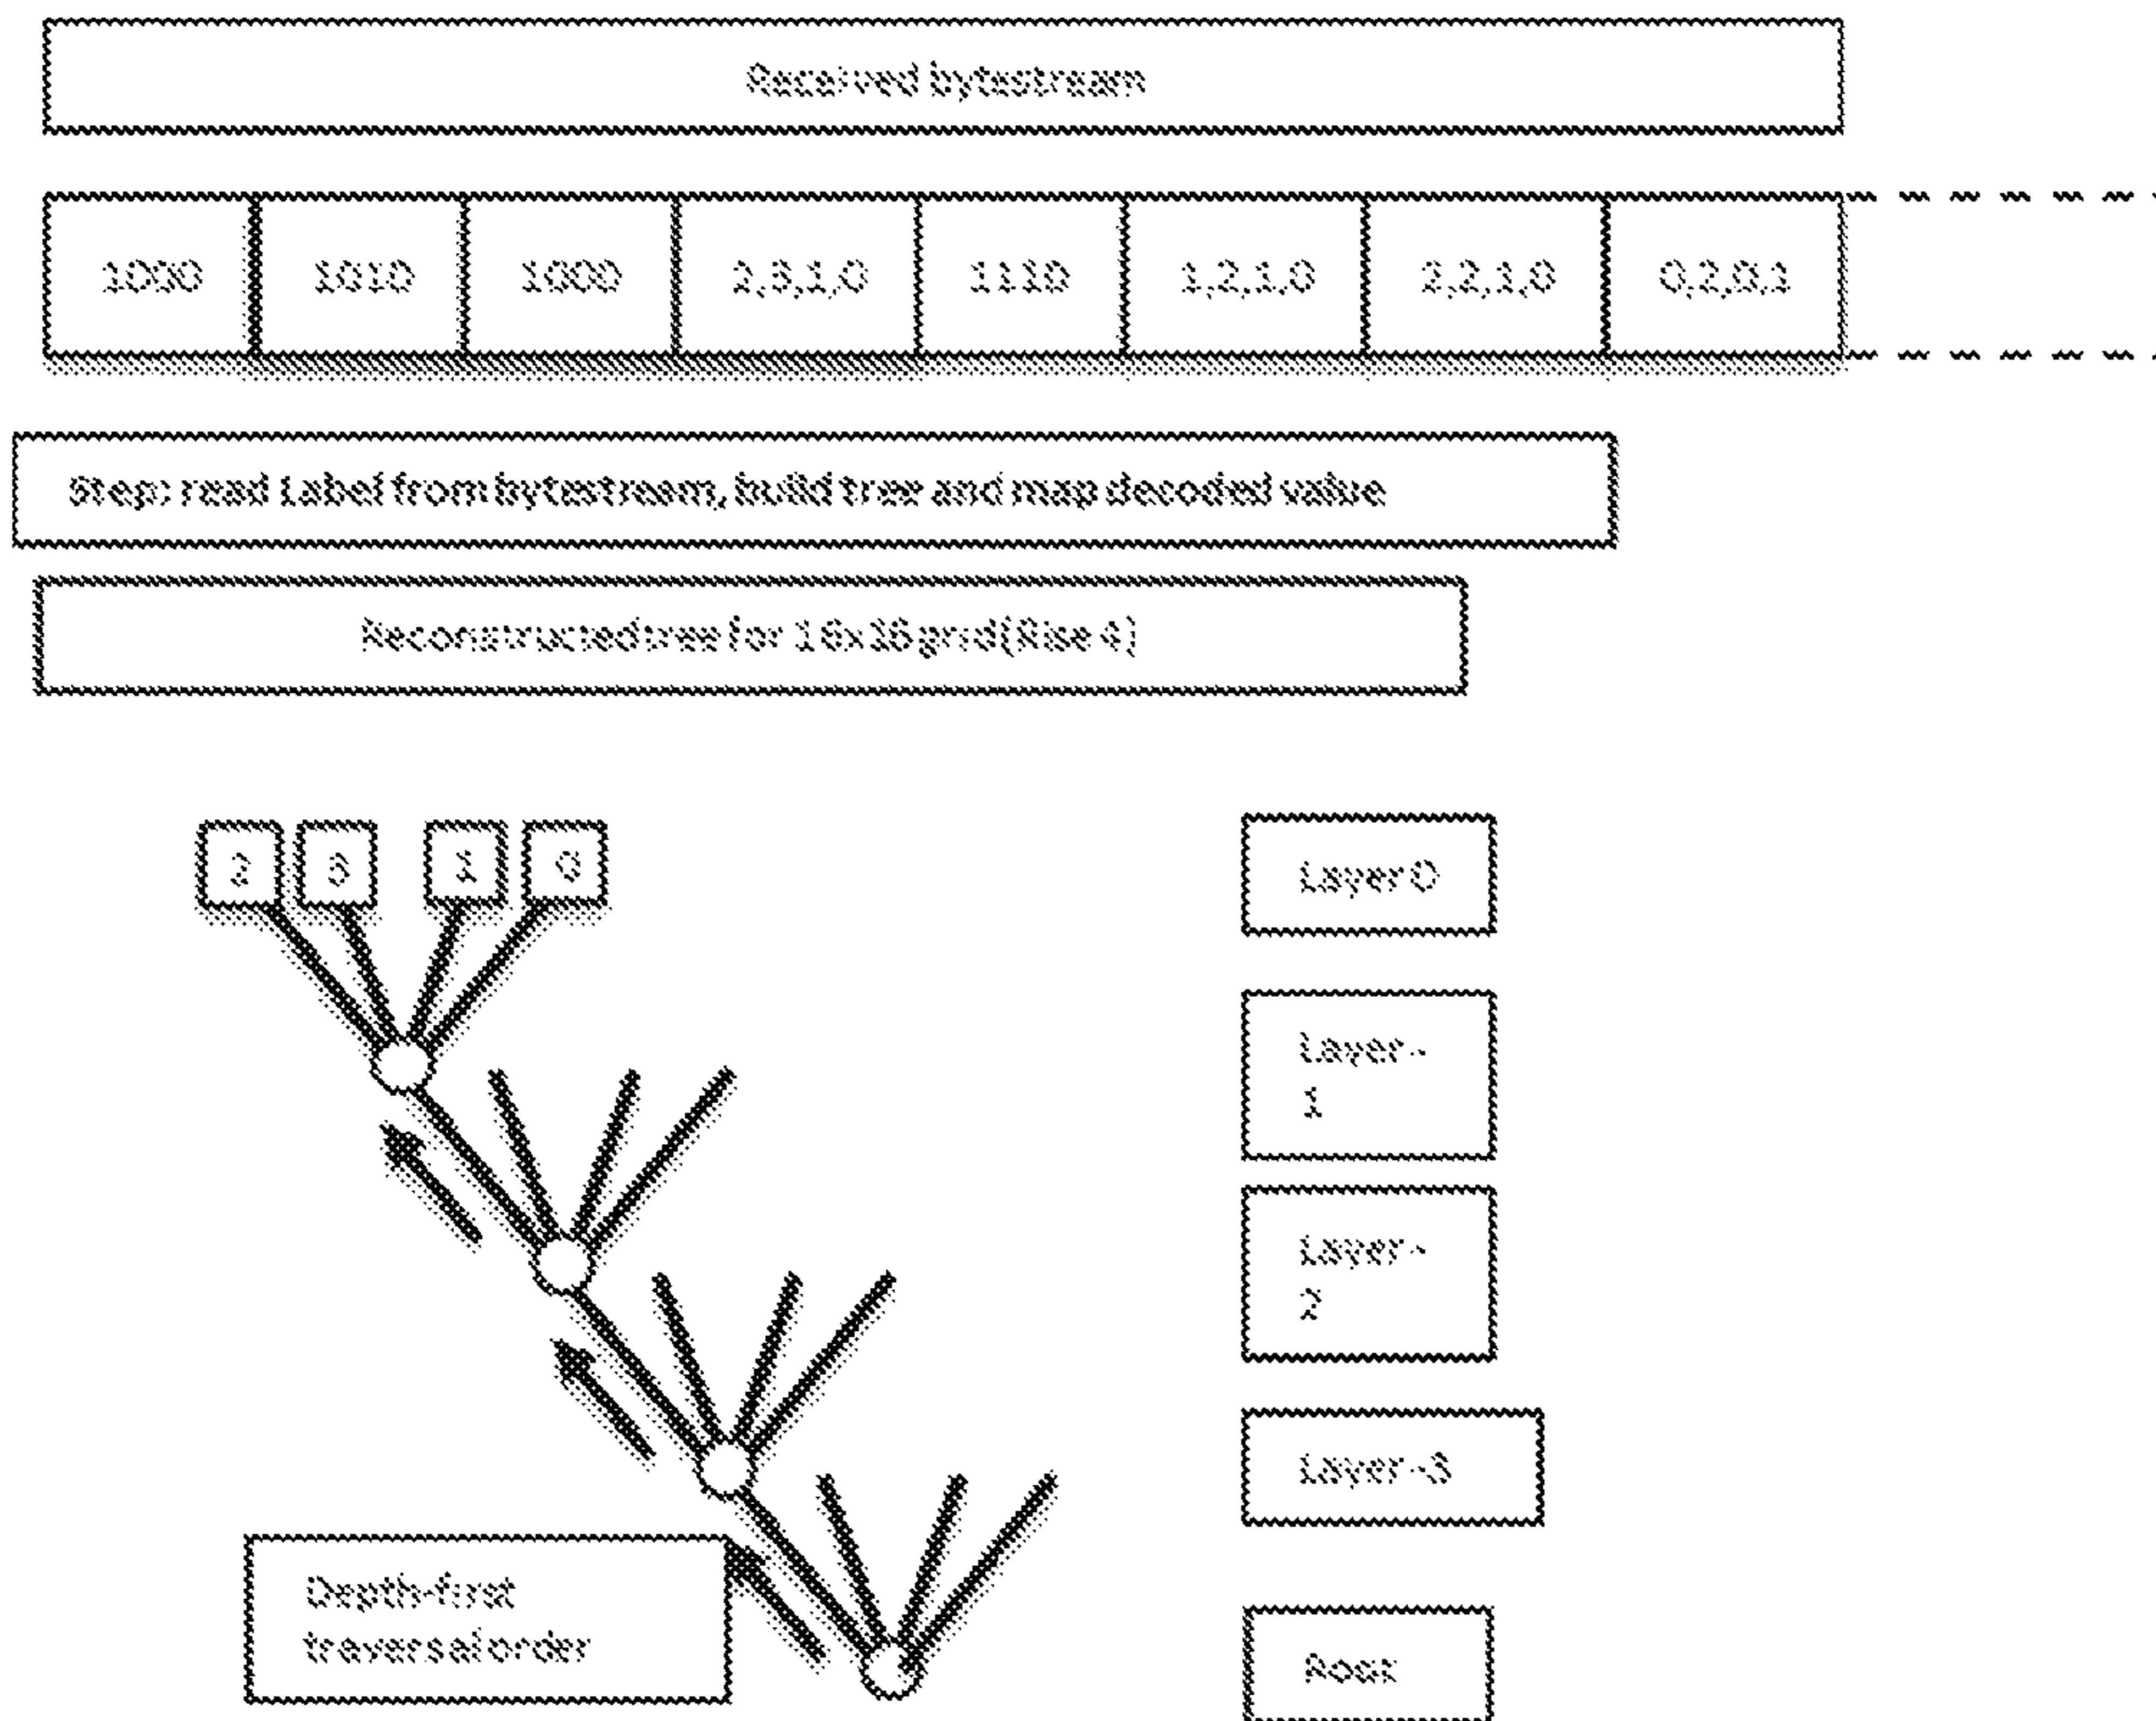 Received bytestream
1000 1010 1000 2,3,1,0 1110 1,2,1,0 2,2,1,0 0,2,0,1
Step: read Label from bytestream, build tree and map decoded value
Reconstructed tree for 16x16 grid (Rise 4)
2 3 1 0
Layer 0
Layer -
1
Layer -
2
Layer -3
Depth-first
traversal order
Root